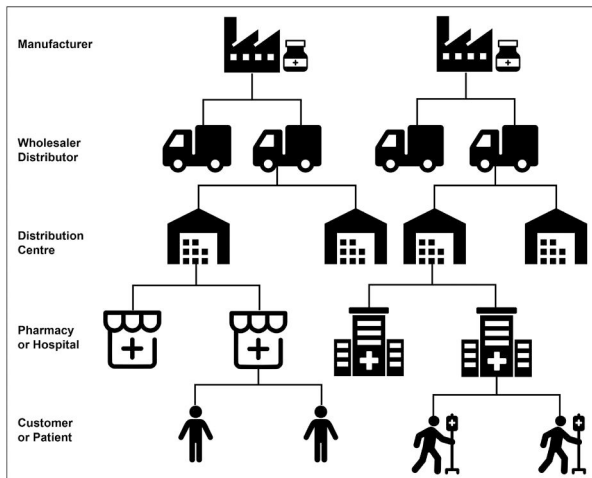 Manufacturer
Wholesaler
Distributor
Distribution
Centre
Pharmacy
or Hospital
Customer
or Patient